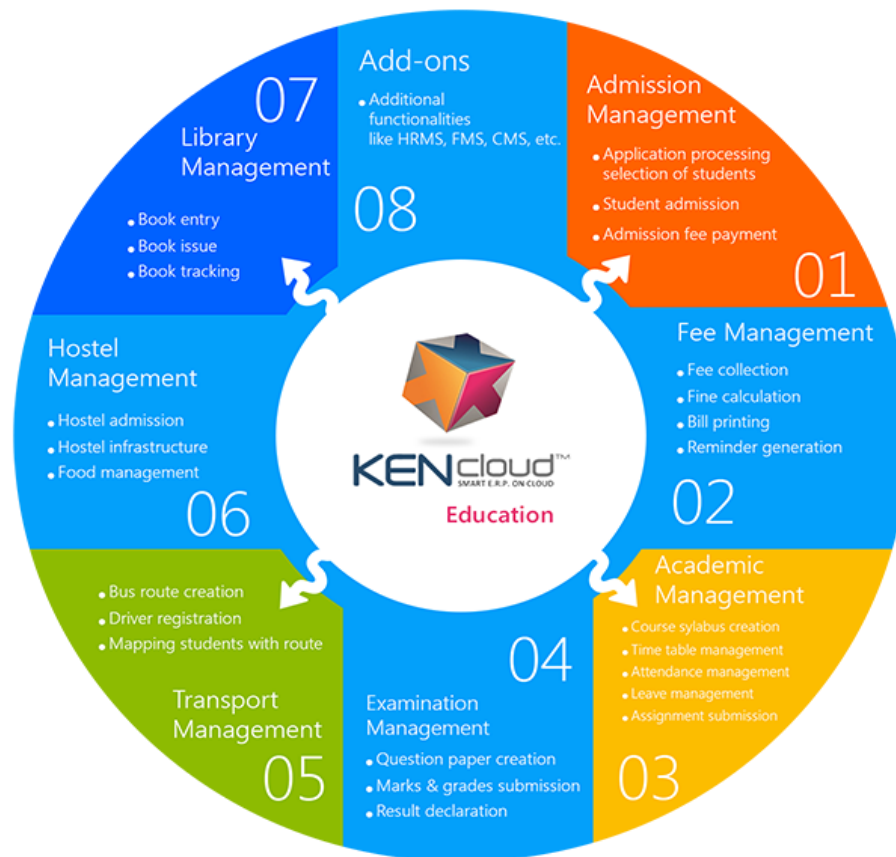 Admission
Management
• Application processing
selection of students
• Student admission
• Admission fee payment
01
Fee Management
• Fee collection
• Fine calculation
• Bill printing
• Reminder generation
02
Academic
Management
• Course sylabus creation
• Time table management
• Attendance management
• Leave management
• Assignment submission
03
04
Examination
Management
• Question paper creation
• Marks & grades submission
• Result declaration
• Bus route creation
• Driver registration
• Mapping students with route
Transport
Management
05
Hostel
Management
• Hostel admission
• Hostel infrastructure
• Food management
06
07
Library
Management
• Book entry
• Book issue
• Book tracking
Add-ons
• Additional
functionalities
like HRMS, FMS, CMS, etc.
08
KENcloud™
SMART E.R.P. ON CLOUD
Education